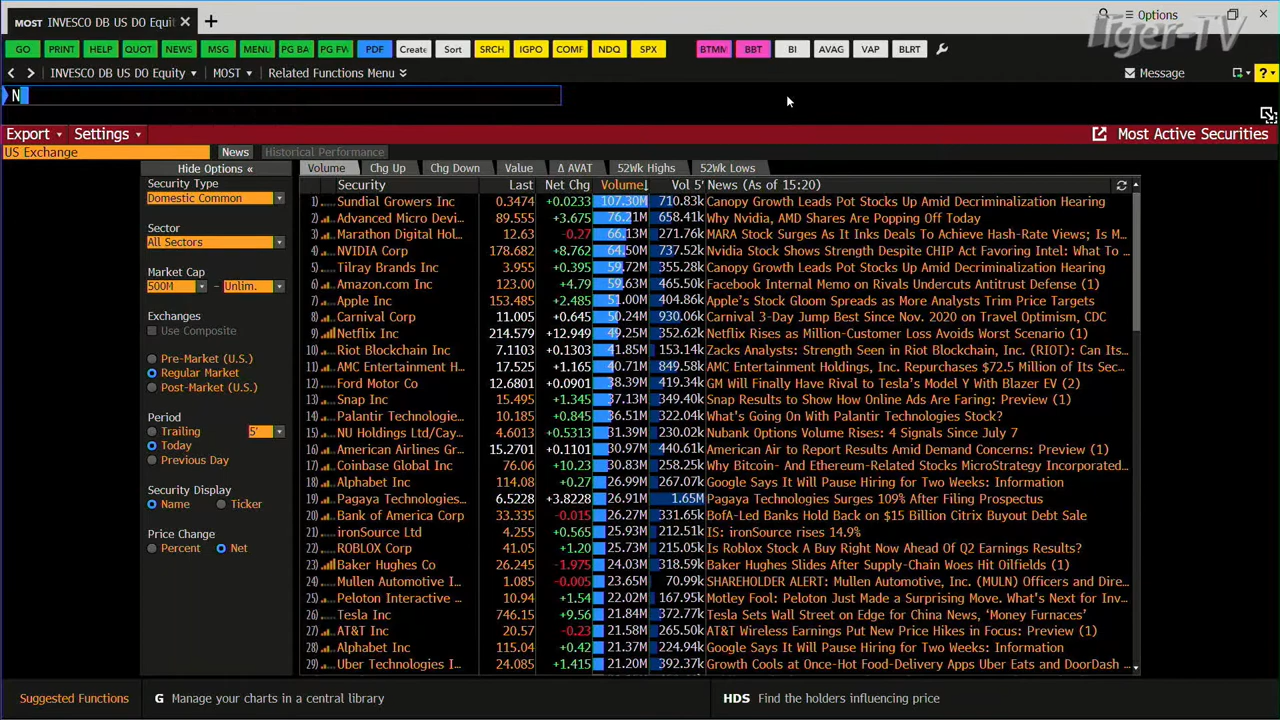 MOST INVESCO DB US DO Equit × +
Options
Tiger-TV
GO PRINT HELP QUOT NEWS MSG MENU PG BA PG FW PDF Create Sort SRCH IGPO COMF NDQ SPX BTMM BBT BI AVAG VAP BLRT
INVESCO DB US DO Equity MOST Related Functions Menu Message ?
N
Export Settings Most Active Securities
US Exchange News Historical Performance
Hide Options « Volume Chg Up Chg Down Value Δ AVAT 52Wk Highs 52Wk Lows
Security Type
Domestic Common
Sector
All Sectors
Market Cap
500M – Unlim.
Exchanges
Use Composite
Pre-Market (U.S.)
Regular Market
Post-Market (U.S.)
Period
Trailing 5'
Today
Previous Day
Security Display
Name Ticker
Price Change
Percent Net
Security Last Net Chg Volume↓ Vol 5' News (As of 15:20)
1) Sundial Growers Inc 0.3474 +0.0233 107.30M 710.83k Canopy Growth Leads Pot Stocks Up Amid Decriminalization Hearing
2) Advanced Micro Devi… 89.555 +3.675 76.21M 658.41k Why Nvidia, AMD Shares Are Popping Off Today
3) Marathon Digital Hol… 12.63 -0.27 66.13M 271.76k MARA Stock Surges As It Inks Deals To Achieve Hash-Rate Views; Is M…
4) NVIDIA Corp 178.682 +8.762 64.50M 737.52k Nvidia Stock Shows Strength Despite CHIP Act Favoring Intel: What To …
5) Tilray Brands Inc 3.955 +0.395 59.72M 355.28k Canopy Growth Leads Pot Stocks Up Amid Decriminalization Hearing
6) Amazon.com Inc 123.00 +4.79 59.63M 465.50k Facebook Internal Memo on Rivals Undercuts Antitrust Defense (1)
7) Apple Inc 153.485 +2.485 51.00M 404.86k Apple's Stock Gloom Spreads as More Analysts Trim Price Targets
8) Carnival Corp 11.005 +0.645 50.24M 930.06k Carnival 3-Day Jump Best Since Nov. 2020 on Travel Optimism, CDC
9) Netflix Inc 214.579 +12.949 49.25M 352.62k Netflix Rises as Million-Customer Loss Avoids Worst Scenario (1)
10) Riot Blockchain Inc 7.1103 +0.1303 41.85M 153.14k Zacks Analysts: Strength Seen in Riot Blockchain, Inc. (RIOT): Can Its…
11) AMC Entertainment H… 17.525 +1.165 40.71M 849.58k AMC Entertainment Holdings, Inc. Repurchases $72.5 Million of Its Sec…
12) Ford Motor Co 12.6801 +0.0901 38.39M 419.34k GM Will Finally Have Rival to Tesla's Model Y With Blazer EV (2)
13) Snap Inc 15.495 +1.345 37.13M 349.40k Snap Results to Show How Online Ads Are Faring: Preview (1)
14) Palantir Technologie… 10.185 +0.845 36.51M 322.04k What's Going On With Palantir Technologies Stock?
15) NU Holdings Ltd/Cay… 4.6013 +0.5313 31.39M 230.02k Nubank Options Volume Rises: 4 Signals Since July 7
16) American Airlines Gr… 15.2701 +0.1101 30.97M 440.61k American Air to Report Results Amid Demand Concerns: Preview (1)
17) Coinbase Global Inc 76.06 +10.23 30.83M 258.25k Why Bitcoin- And Ethereum-Related Stocks MicroStrategy Incorporated…
18) Alphabet Inc 114.08 +0.27 26.99M 267.07k Google Says It Will Pause Hiring for Two Weeks: Information
19) Pagaya Technologies… 6.5228 +3.8228 26.91M 1.65M Pagaya Technologies Surges 109% After Filing Prospectus
20) Bank of America Corp 33.335 -0.015 26.27M 331.65k BofA-Led Banks Hold Back on $15 Billion Citrix Buyout Debt Sale
21) ironSource Ltd 4.255 +0.565 25.93M 212.51k IS: ironSource rises 14.9%
22) ROBLOX Corp 41.05 +1.20 25.73M 215.05k Is Roblox Stock A Buy Right Now Ahead Of Q2 Earnings Results?
23) Baker Hughes Co 26.245 -1.975 24.03M 318.59k Baker Hughes Slides After Supply-Chain Woes Hit Oilfields (1)
24) Mullen Automotive I… 1.085 -0.005 23.65M 70.99k SHAREHOLDER ALERT: Mullen Automotive, Inc. (MULN) Officers and Dire…
25) Peloton Interactive … 10.94 +1.54 22.02M 167.95k Motley Fool: Peloton Just Made a Surprising Move. What's Next for Inv…
26) Tesla Inc 746.15 +9.56 21.84M 372.77k Tesla Sets Wall Street on Edge for China News, ‘Money Furnaces’
27) AT&T Inc 20.57 -0.23 21.58M 265.50k AT&T Wireless Earnings Put New Price Hikes in Focus: Preview (1)
28) Alphabet Inc +0.42 21.37M 224.94k Google Says It Will Pause Hiring for Two Weeks: Information
29) Uber Technologies I… 24.085 +1.415 21.20M 392.37k Growth Cools at Once-Hot Food-Delivery Apps Uber Eats and DoorDash …
Suggested Functions G Manage your charts in a central library HDS Find the holders influencing price